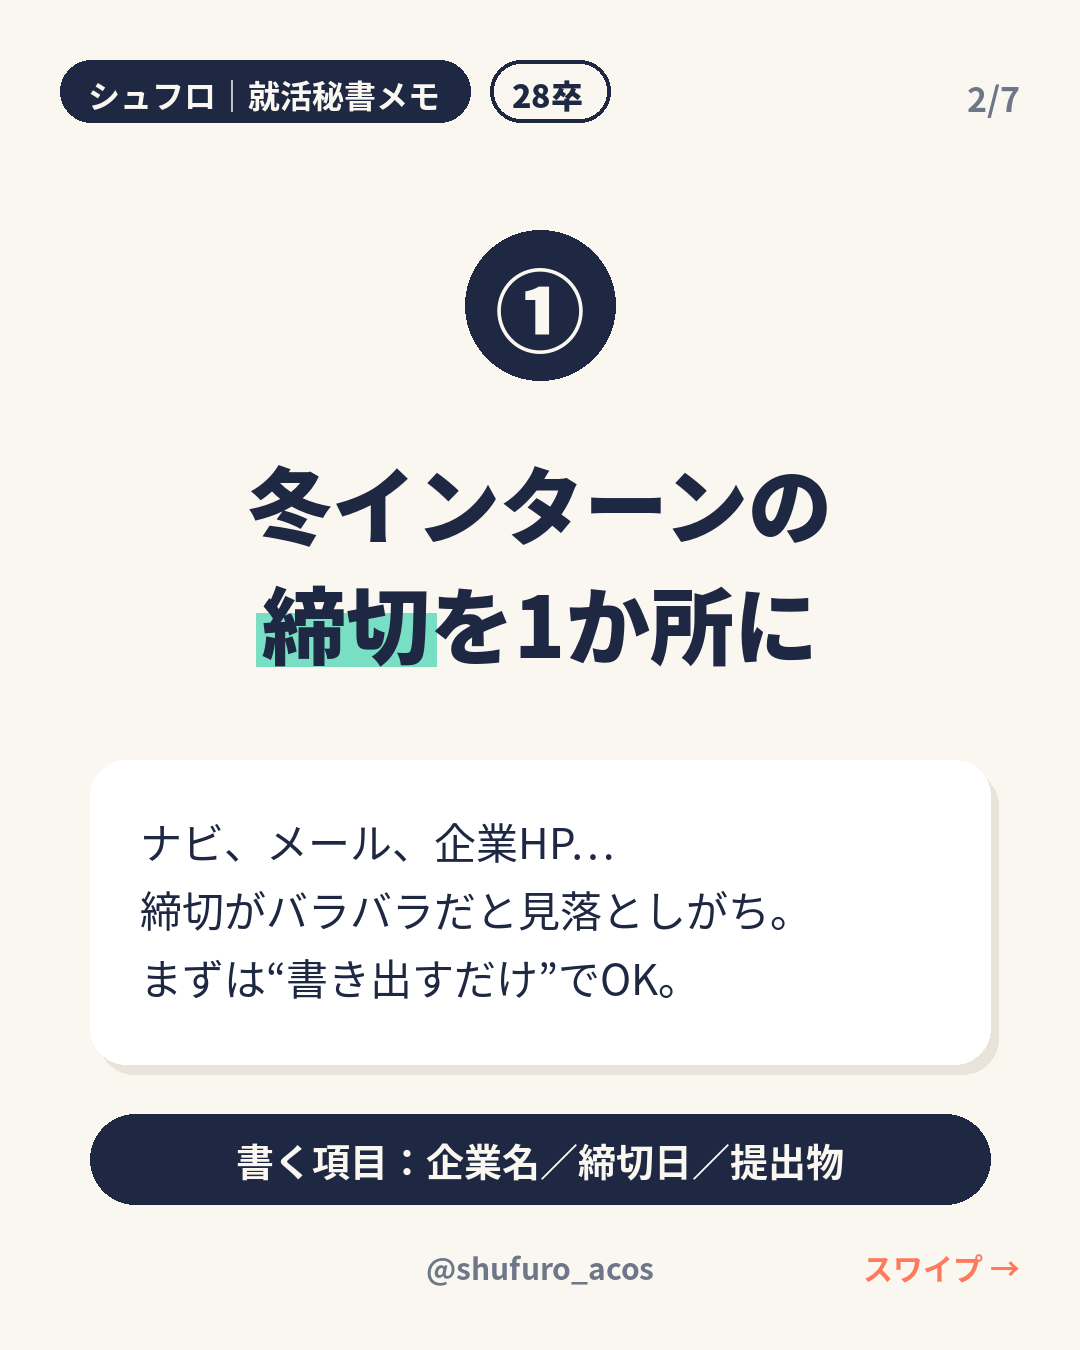 シュフロ｜就活秘書メモ
28卒
2/7
①
冬インターンの
締切を1か所に
ナビ、メール、企業HP…
締切がバラバラだと見落としがち。
まずは“書き出すだけ”でOK。
書く項目：企業名／締切日／提出物
@shufuro_acos
スワイプ →